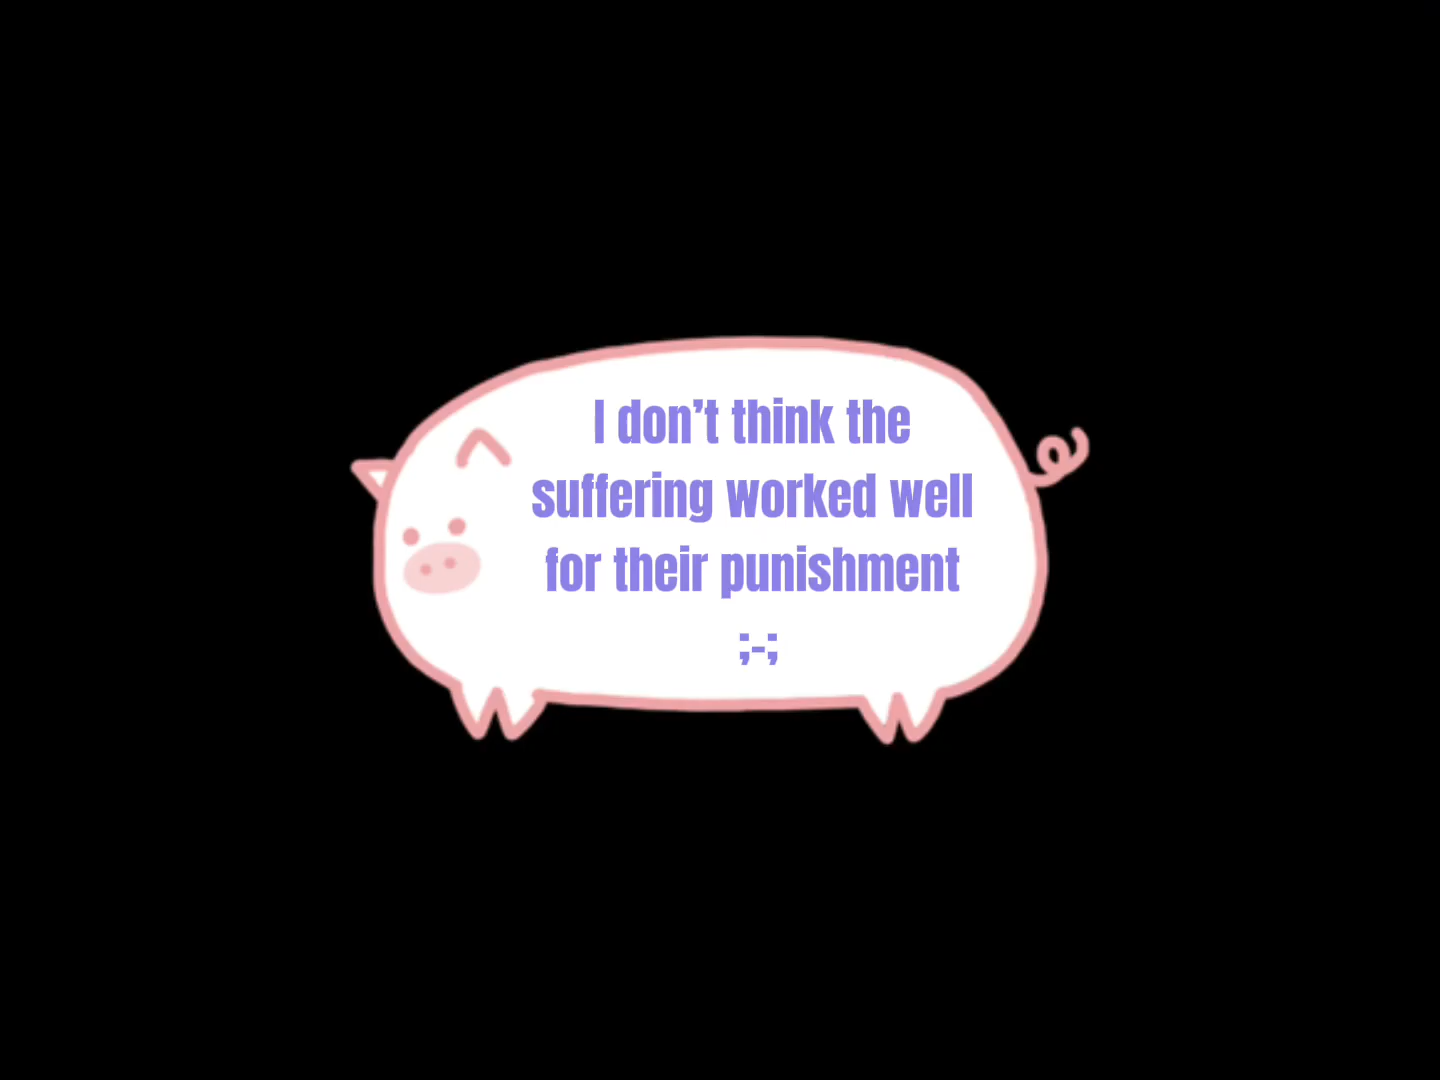 I don’t think the
suffering worked well
for their punishment
;-;